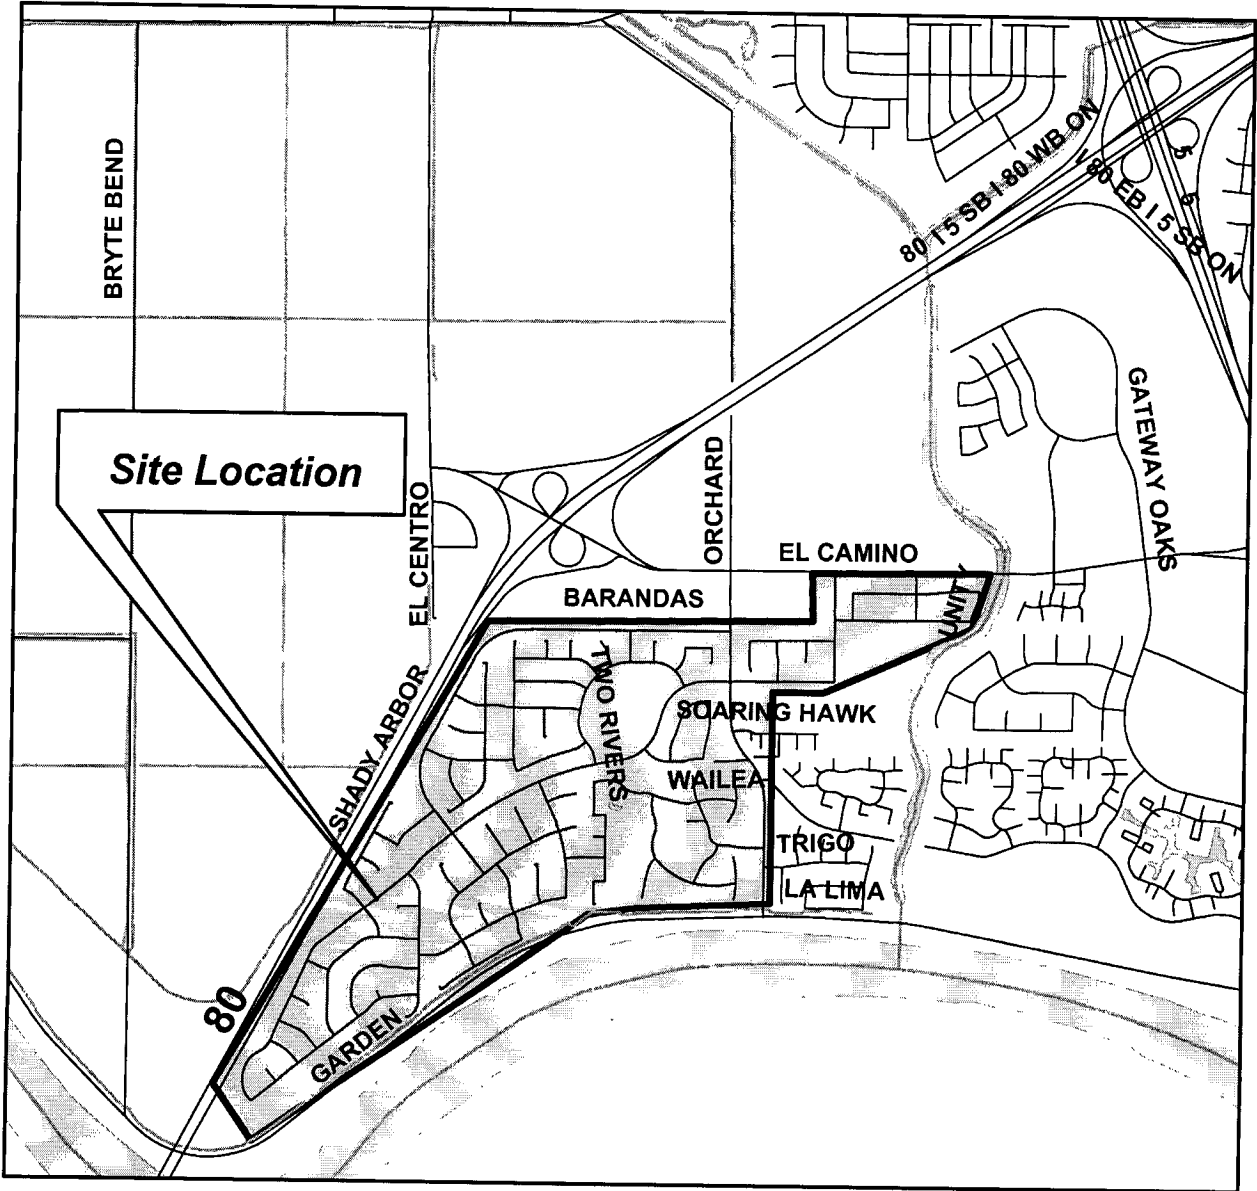 BRYTE BEND
80 I 5 SB I 80 WB ON
I 80 EB I 5 SB ON
5
5
GATEWAY OAKS
Site Location
EL CENTRO
ORCHARD
EL CAMINO
BARANDAS
UNITY
TWO RIVERS
SHADY ARBOR
SOARING HAWK
WAILEA
TRIGO
LA LIMA
80
GARDEN